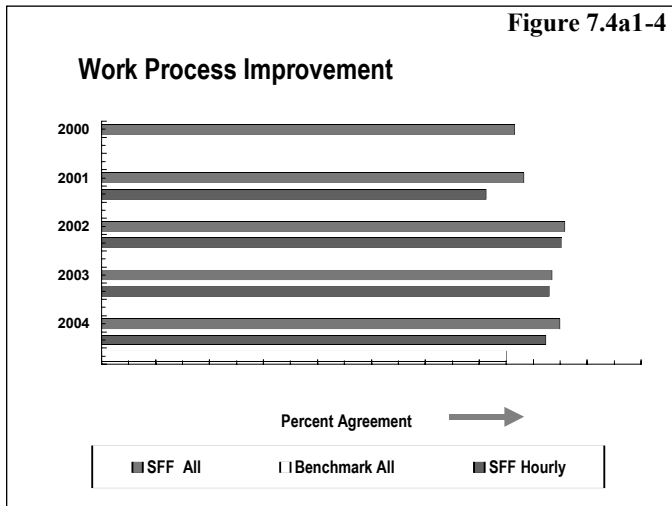 Figure 7.4a1-4
Work Process Improvement
2000
2001
2002
2003
2004
Percent Agreement
SFF All
Benchmark All
SFF Hourly